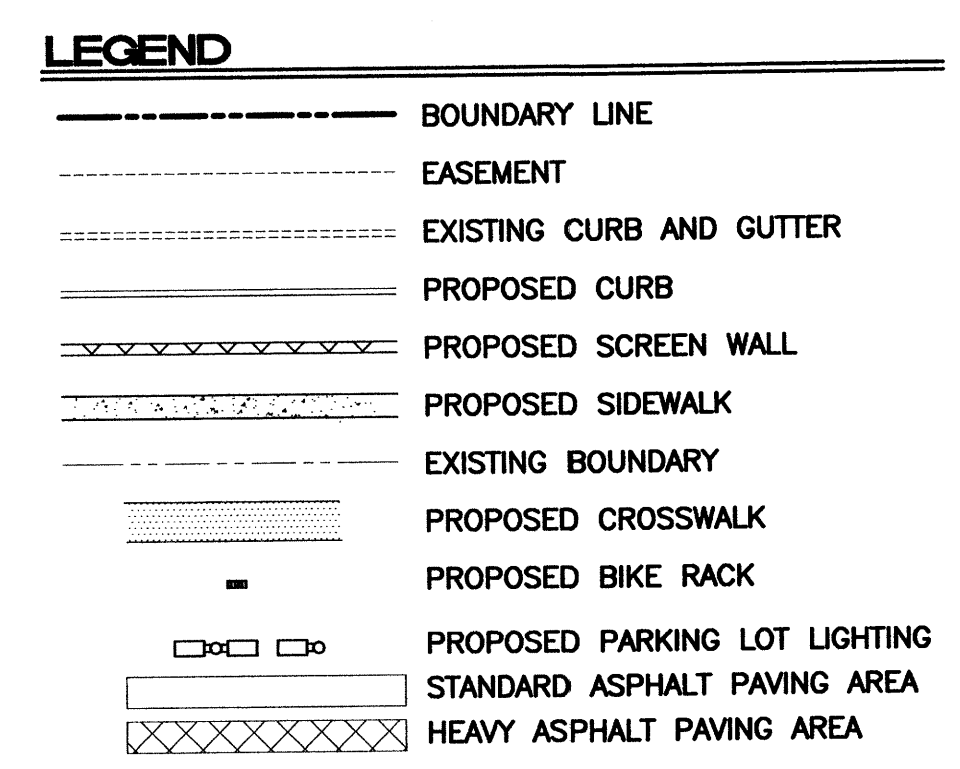 LEGEND
BOUNDARY LINE
EASEMENT
EXISTING CURB AND GUTTER
PROPOSED CURB
PROPOSED SCREEN WALL
PROPOSED SIDEWALK
EXISTING BOUNDARY
PROPOSED CROSSWALK
PROPOSED BIKE RACK
PROPOSED PARKING LOT LIGHTING
STANDARD ASPHALT PAVING AREA
HEAVY ASPHALT PAVING AREA